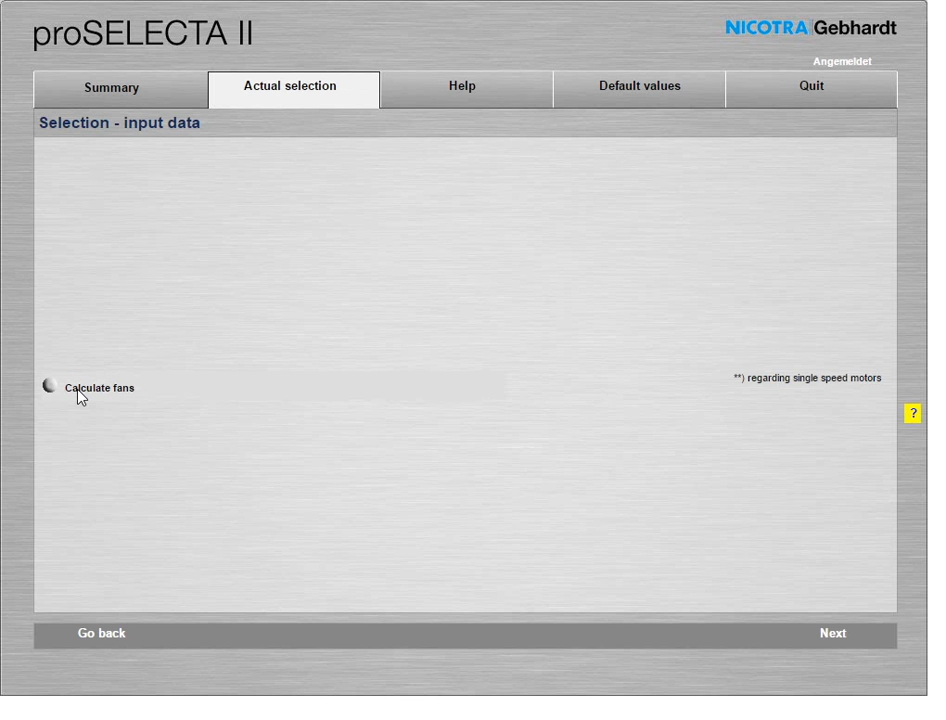 proSELECTA II
NICOTRA Gebhardt
Angemeldet
Summary
Actual selection
Help
Default values
Quit
Selection - input data
**) regarding single speed motors
Calculate fans
?
Go back
Next